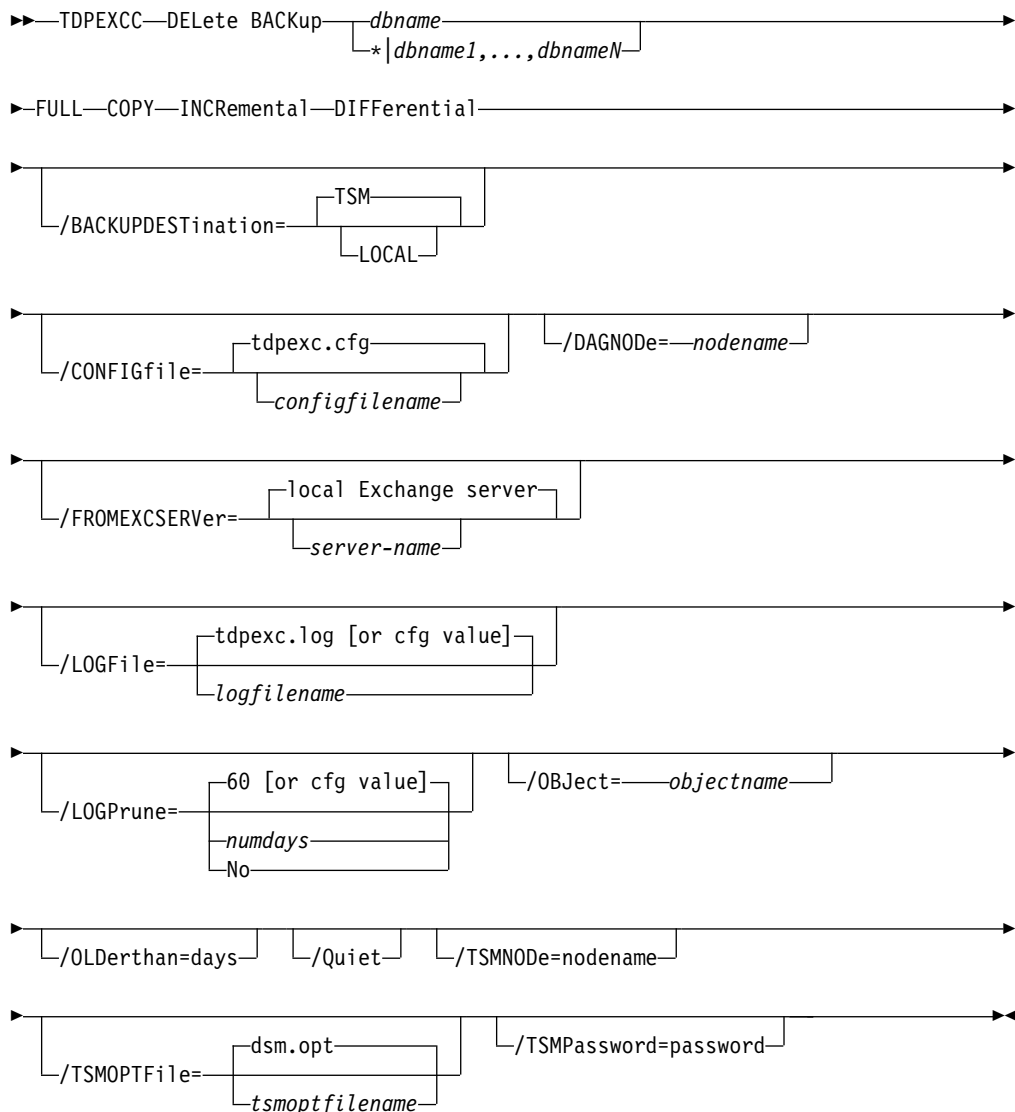 TDPEXCC DELete BACKup dbname
*|dbname1,...,dbnameN
FULL COPY INCRemental DIFFerential
TSM
/BACKUPDESTination=
LOCAL
tdpexc.cfg
/DAGNODe= nodename
/CONFIGfile=
configfilename
local Exchange server
/FROMEXCSERVer=
server-name
tdpexc.log [or cfg value]
/LOGFile=
logfilename
60 [or cfg value]
/OBJect= objectname
/LOGPrune=
numdays
No
/OLDerthan=days /Quiet /TSMNODe=nodename
dsm.opt
/TSMPassword=password
/TSMOPTFile=
tsmoptfilename